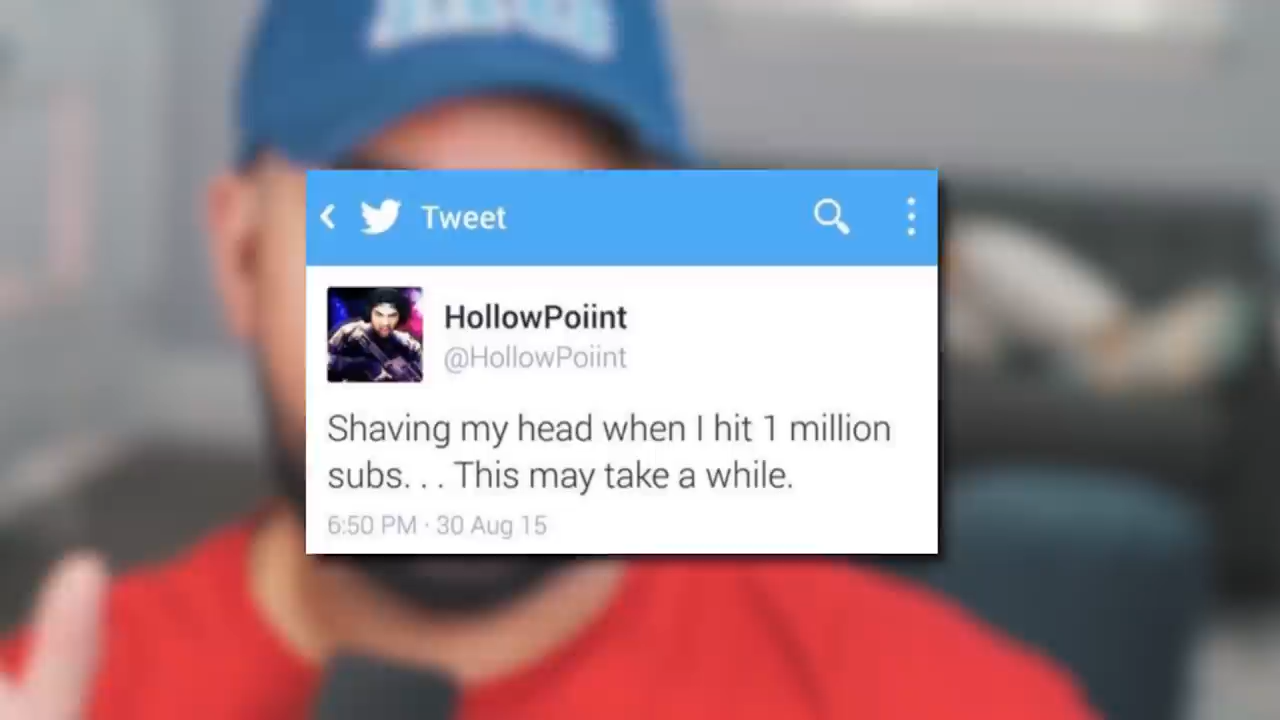 Tweet
HollowPoiint
@HollowPoiint
Shaving my head when I hit 1 million
subs. . . This may take a while.
6:50 PM · 30 Aug 15